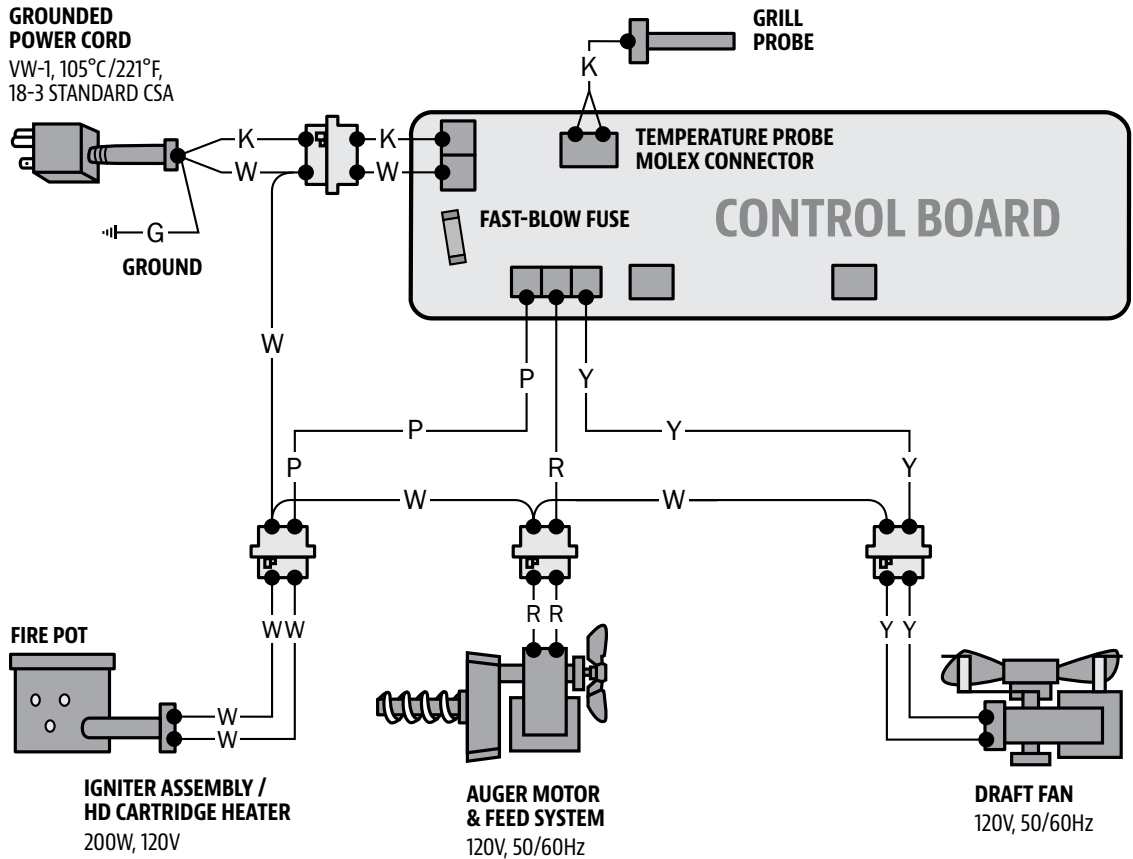 GROUNDED
POWER CORD
VW-1, 105°C/221°F,
18-3 STANDARD CSA
GRILL
PROBE
K
TEMPERATURE PROBE
MOLEX CONNECTOR
K
K
W
W
FAST-BLOW FUSE
CONTROL BOARD
G
GROUND
W
P
Y
P
Y
P
R
Y
W
W
R R
W W
Y Y
FIRE POT
W
W
IGNITER ASSEMBLY /
HD CARTRIDGE HEATER
200W, 120V
AUGER MOTOR
& FEED SYSTEM
120V, 50/60Hz
DRAFT FAN
120V, 50/60Hz